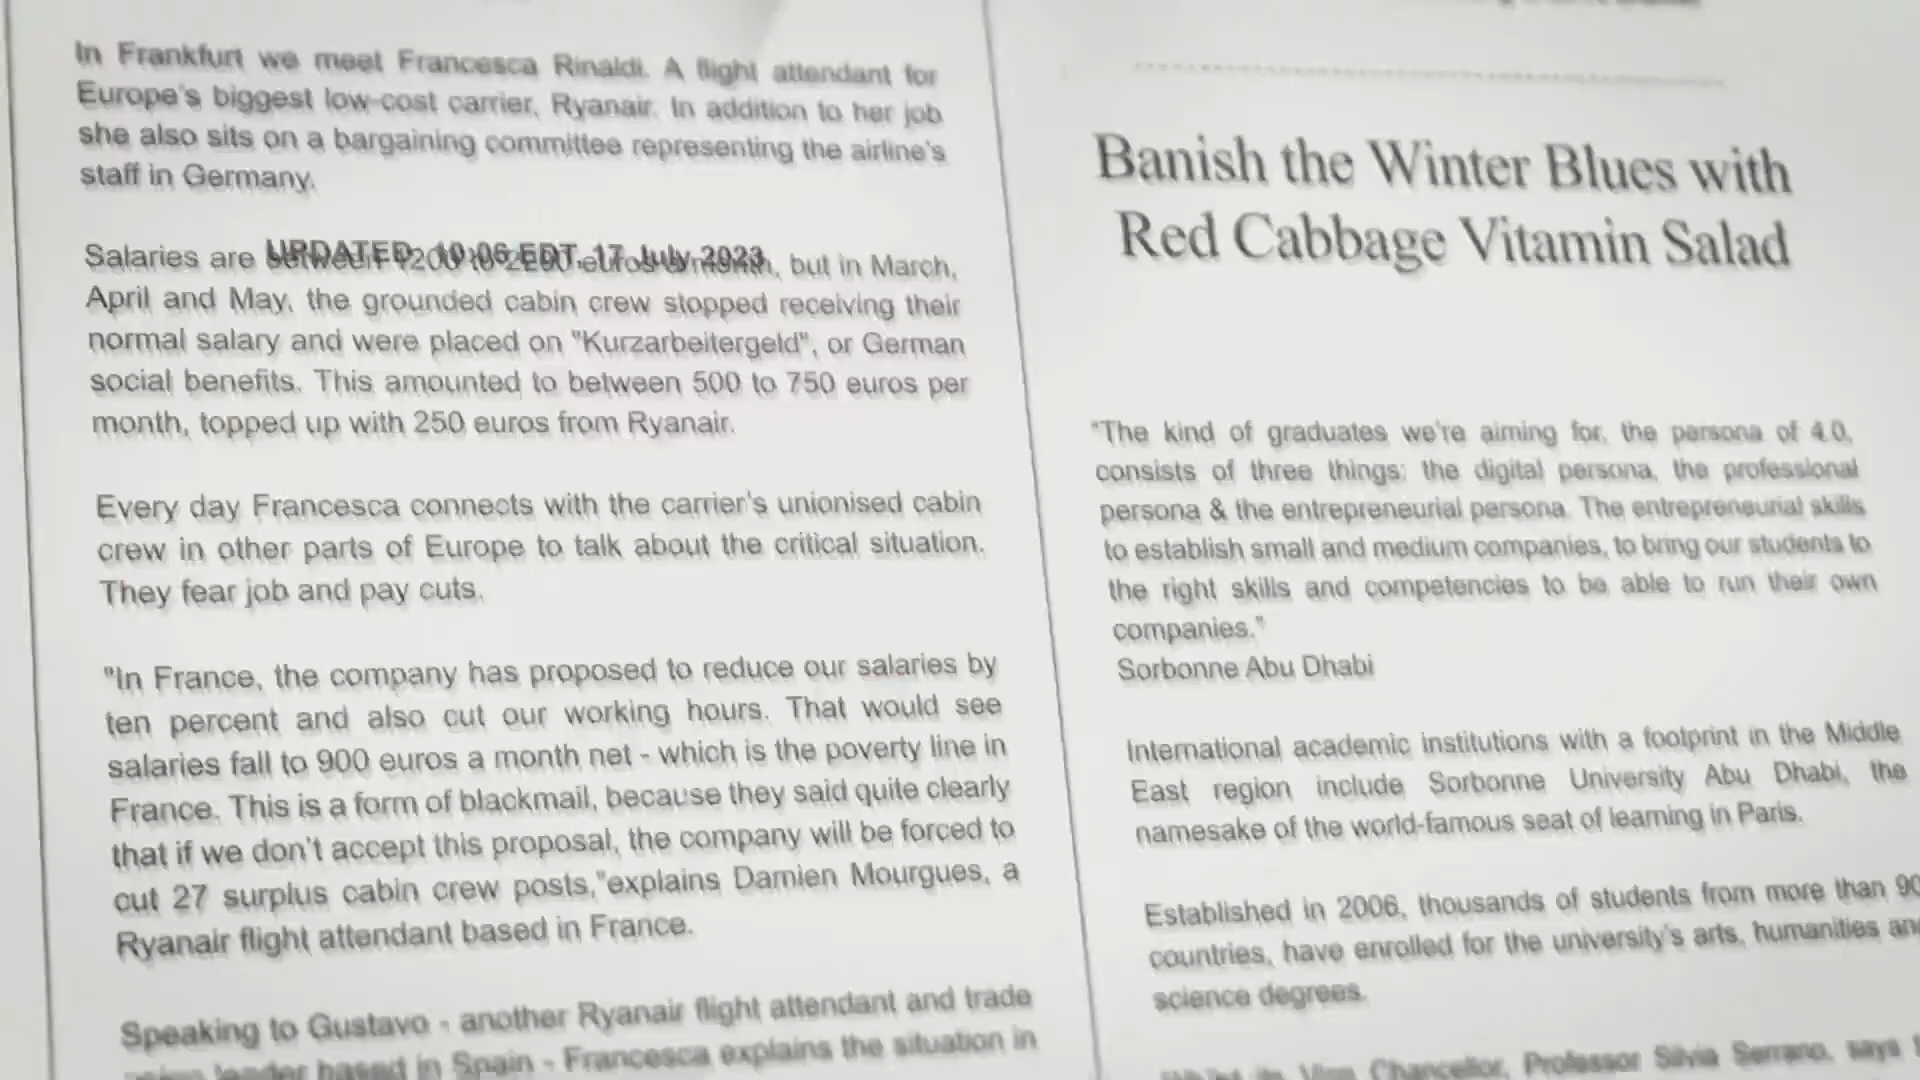 In Frankfurt we meet Francesca Rinaldi. A flight attendant for
Europe's biggest low-cost carrier, Ryanair. In addition to her job
she also sits on a bargaining committee representing the airline's
staff in Germany.
Salaries are between 1200 to 2200 euros a month, but in March,
UPDATED: 10:06 EDT, 17 July 2023
April and May, the grounded cabin crew stopped receiving their
normal salary and were placed on "Kurzarbeitergeld", or German
social benefits. This amounted to between 500 to 750 euros per
month, topped up with 250 euros from Ryanair.
Every day Francesca connects with the carrier's unionised cabin
crew in other parts of Europe to talk about the critical situation.
They fear job and pay cuts.
"In France, the company has proposed to reduce our salaries by
ten percent and also cut our working hours. That would see
salaries fall to 900 euros a month net - which is the poverty line in
France. This is a form of blackmail, because they said quite clearly
that if we don't accept this proposal, the company will be forced to
cut 27 surplus cabin crew posts,"explains Damien Mourgues, a
Ryanair flight attendant based in France.
Speaking to Gustavo - another Ryanair flight attendant and trade
leader based in Spain - Francesca explains the situation in
Banish the Winter Blues with
Red Cabbage Vitamin Salad
"The kind of graduates we're aiming for, the persona of 4.0,
consists of three things: the digital persona, the professional
persona & the entrepreneurial persona. The entrepreneurial skills
to establish small and medium companies, to bring our students to
the right skills and competencies to be able to run their own
companies."
Sorbonne Abu Dhabi
International academic institutions with a footprint in the Middle
East region include Sorbonne University Abu Dhabi, the
namesake of the world-famous seat of learning in Paris.
Established in 2006, thousands of students from more than 90
countries, have enrolled for the university's arts, humanities and
science degrees.
Vice Chancellor, Professor Silvia Serrano, says